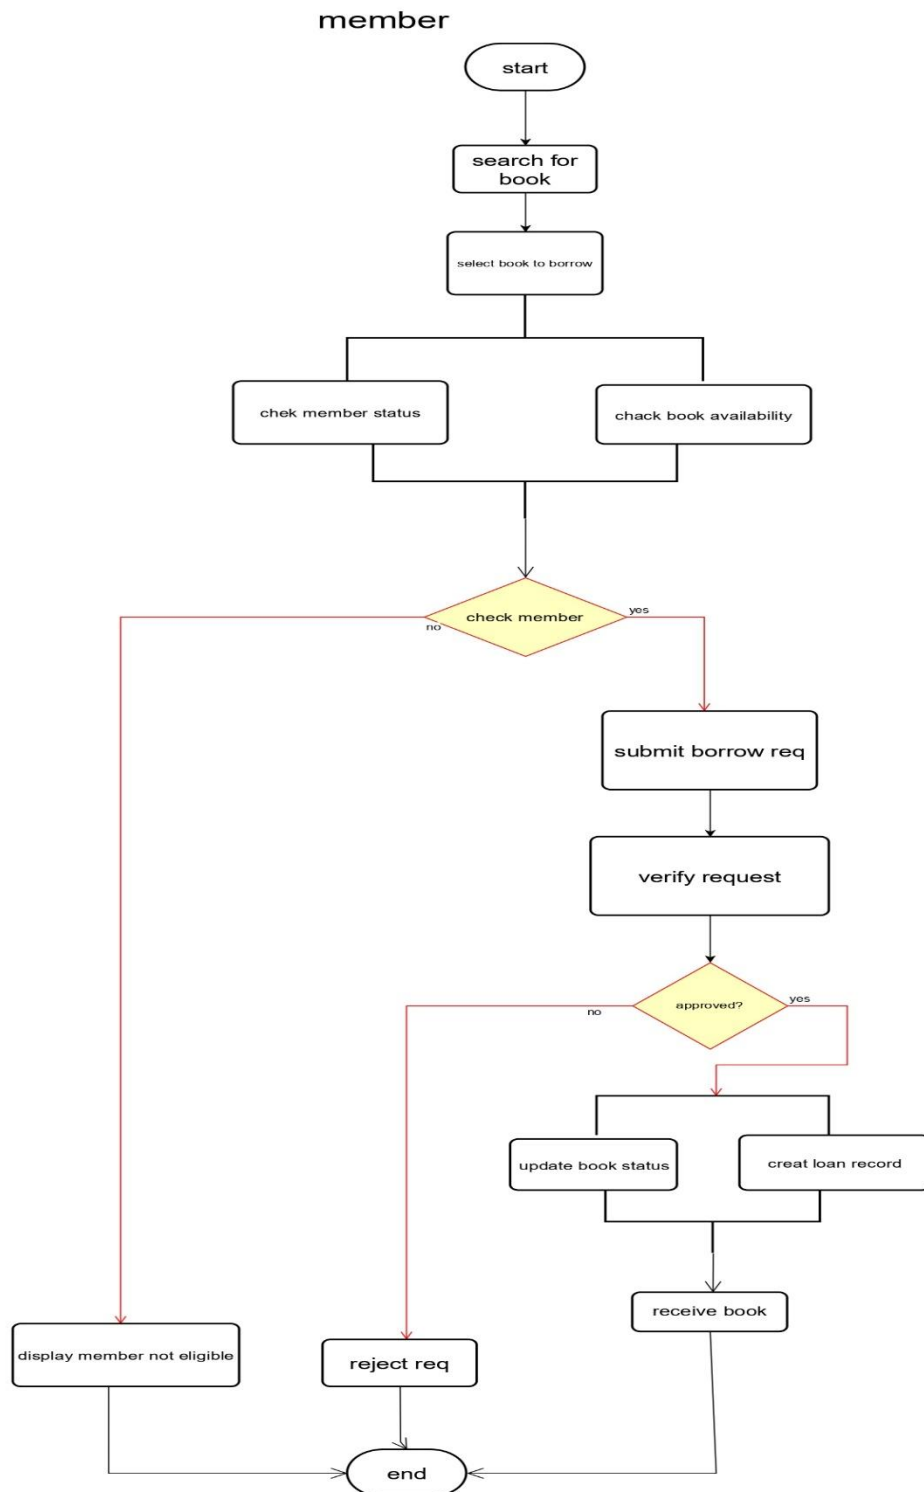 member
start
search for
book
select book to borrow
chek member status
chack book availability
check member
no
yes
submit borrow req
verify request
approved?
no
yes
update book status
creat loan record
receive book
display member not eligible
reject req
end